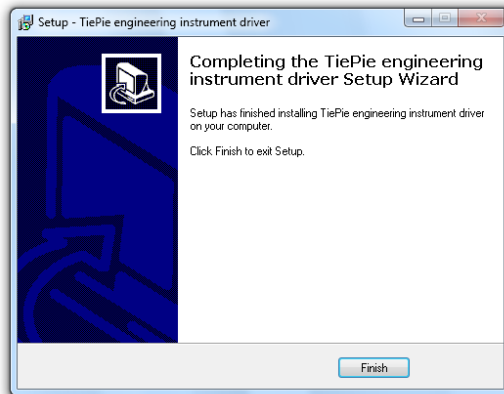 Setup - TiePie engineering instrument driver
Completing the TiePie engineering
instrument driver Setup Wizard
Setup has finished installing TiePie engineering instrument driver
on your computer.
Click Finish to exit Setup.
Finish